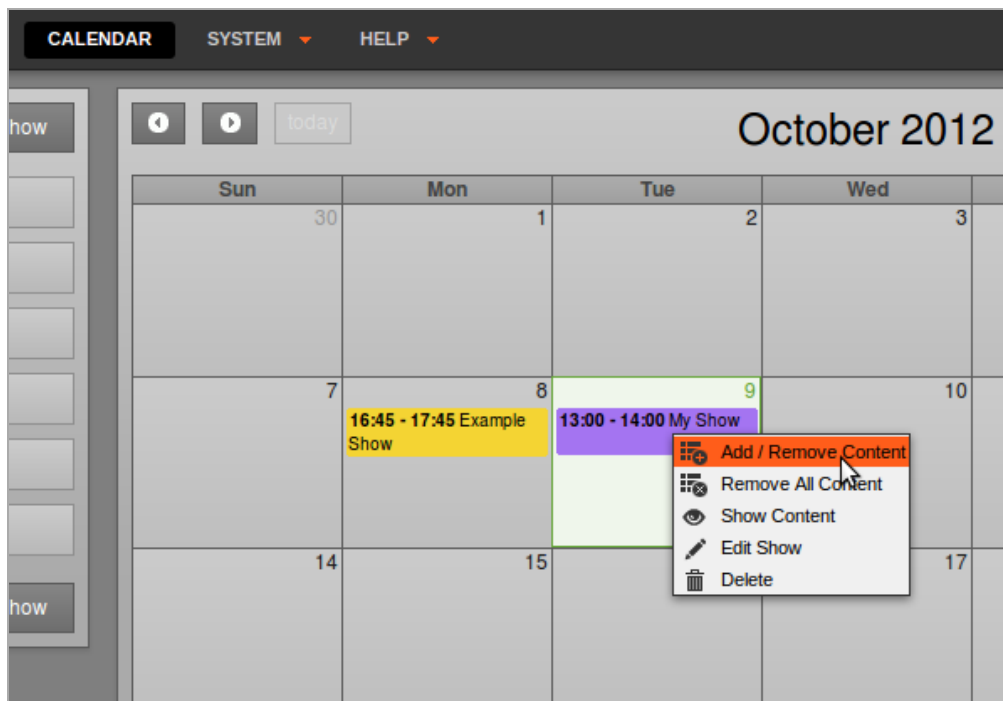 CALENDAR SYSTEM HELP
how
today
October 2012
Sun Mon Tue Wed
30 1 2 3
7 8 9 10
16:45 - 17:45 Example
Show
13:00 - 14:00 My Show
Add / Remove Content
Remove All Content
Show Content
Edit Show
Delete
14 15 17
how